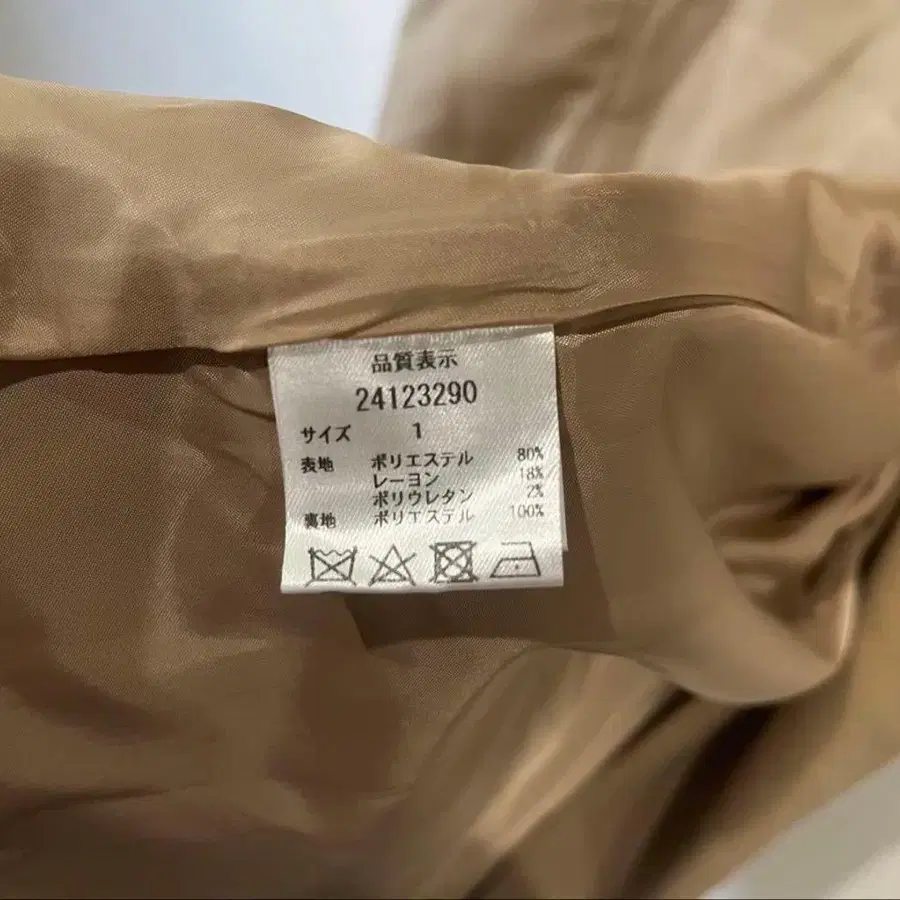 品質表示
24123290
サイズ 1
表地 ポリエステル 80%
レーヨン 18%
ポリウレタン 2%
裏地 ポリエステル 100%